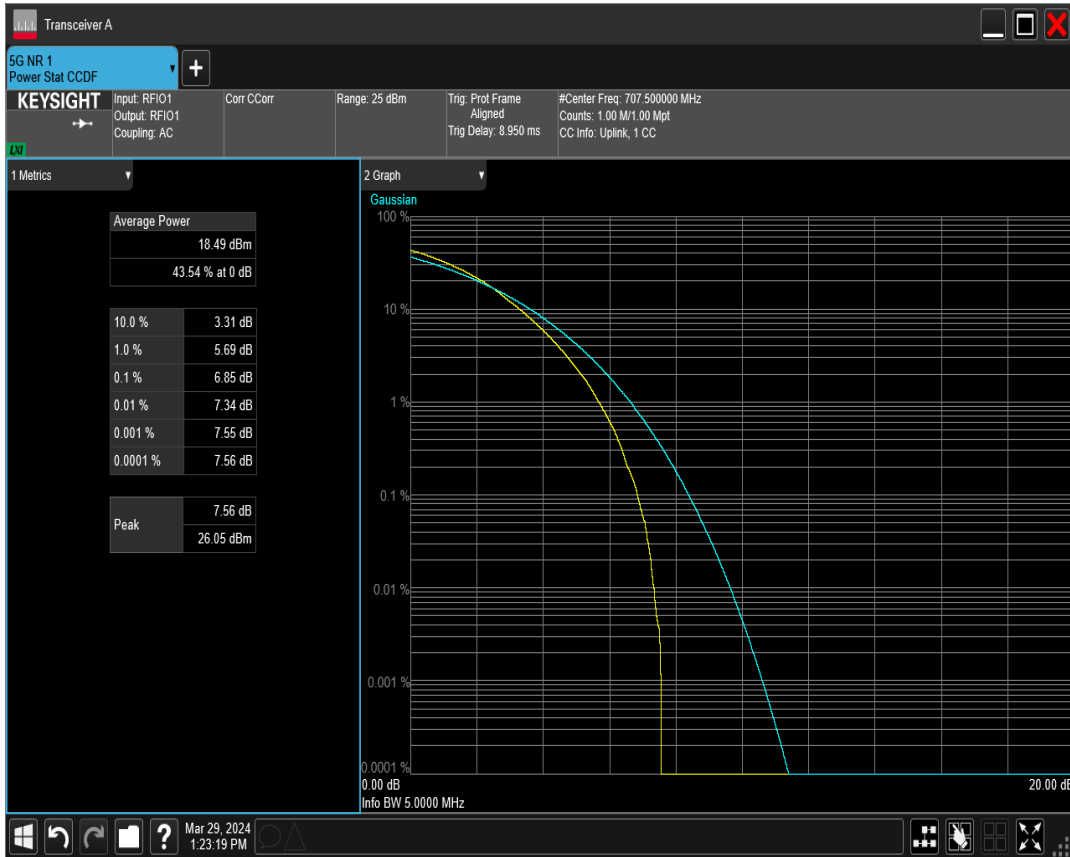 Transceiver A
5G NR 1
Power Stat CCDF
+
KEYSIGHT
LXI
Input: RFIO1
Output: RFIO1
Coupling: AC
Corr CCorr
Range: 25 dBm
Trig: Prot Frame
Aligned
Trig Delay: 8.950 ms
#Center Freq: 707.500000 MHz
Counts: 1.00 M/1.00 Mpt
CC Info: Uplink, 1 CC
1 Metrics
Average Power
18.49 dBm
43.54 % at 0 dB
10.0 % 3.31 dB
1.0 % 5.69 dB
0.1 % 6.85 dB
0.01 % 7.34 dB
0.001 % 7.55 dB
0.0001 % 7.56 dB
Peak
7.56 dB
26.05 dBm
2 Graph
Gaussian
100 %
10 %
1 %
0.1 %
0.01 %
0.001 %
0.0001 %
0.00 dB
20.00 dB
Info BW 5.0000 MHz
?
Mar 29, 2024
1:23:19 PM